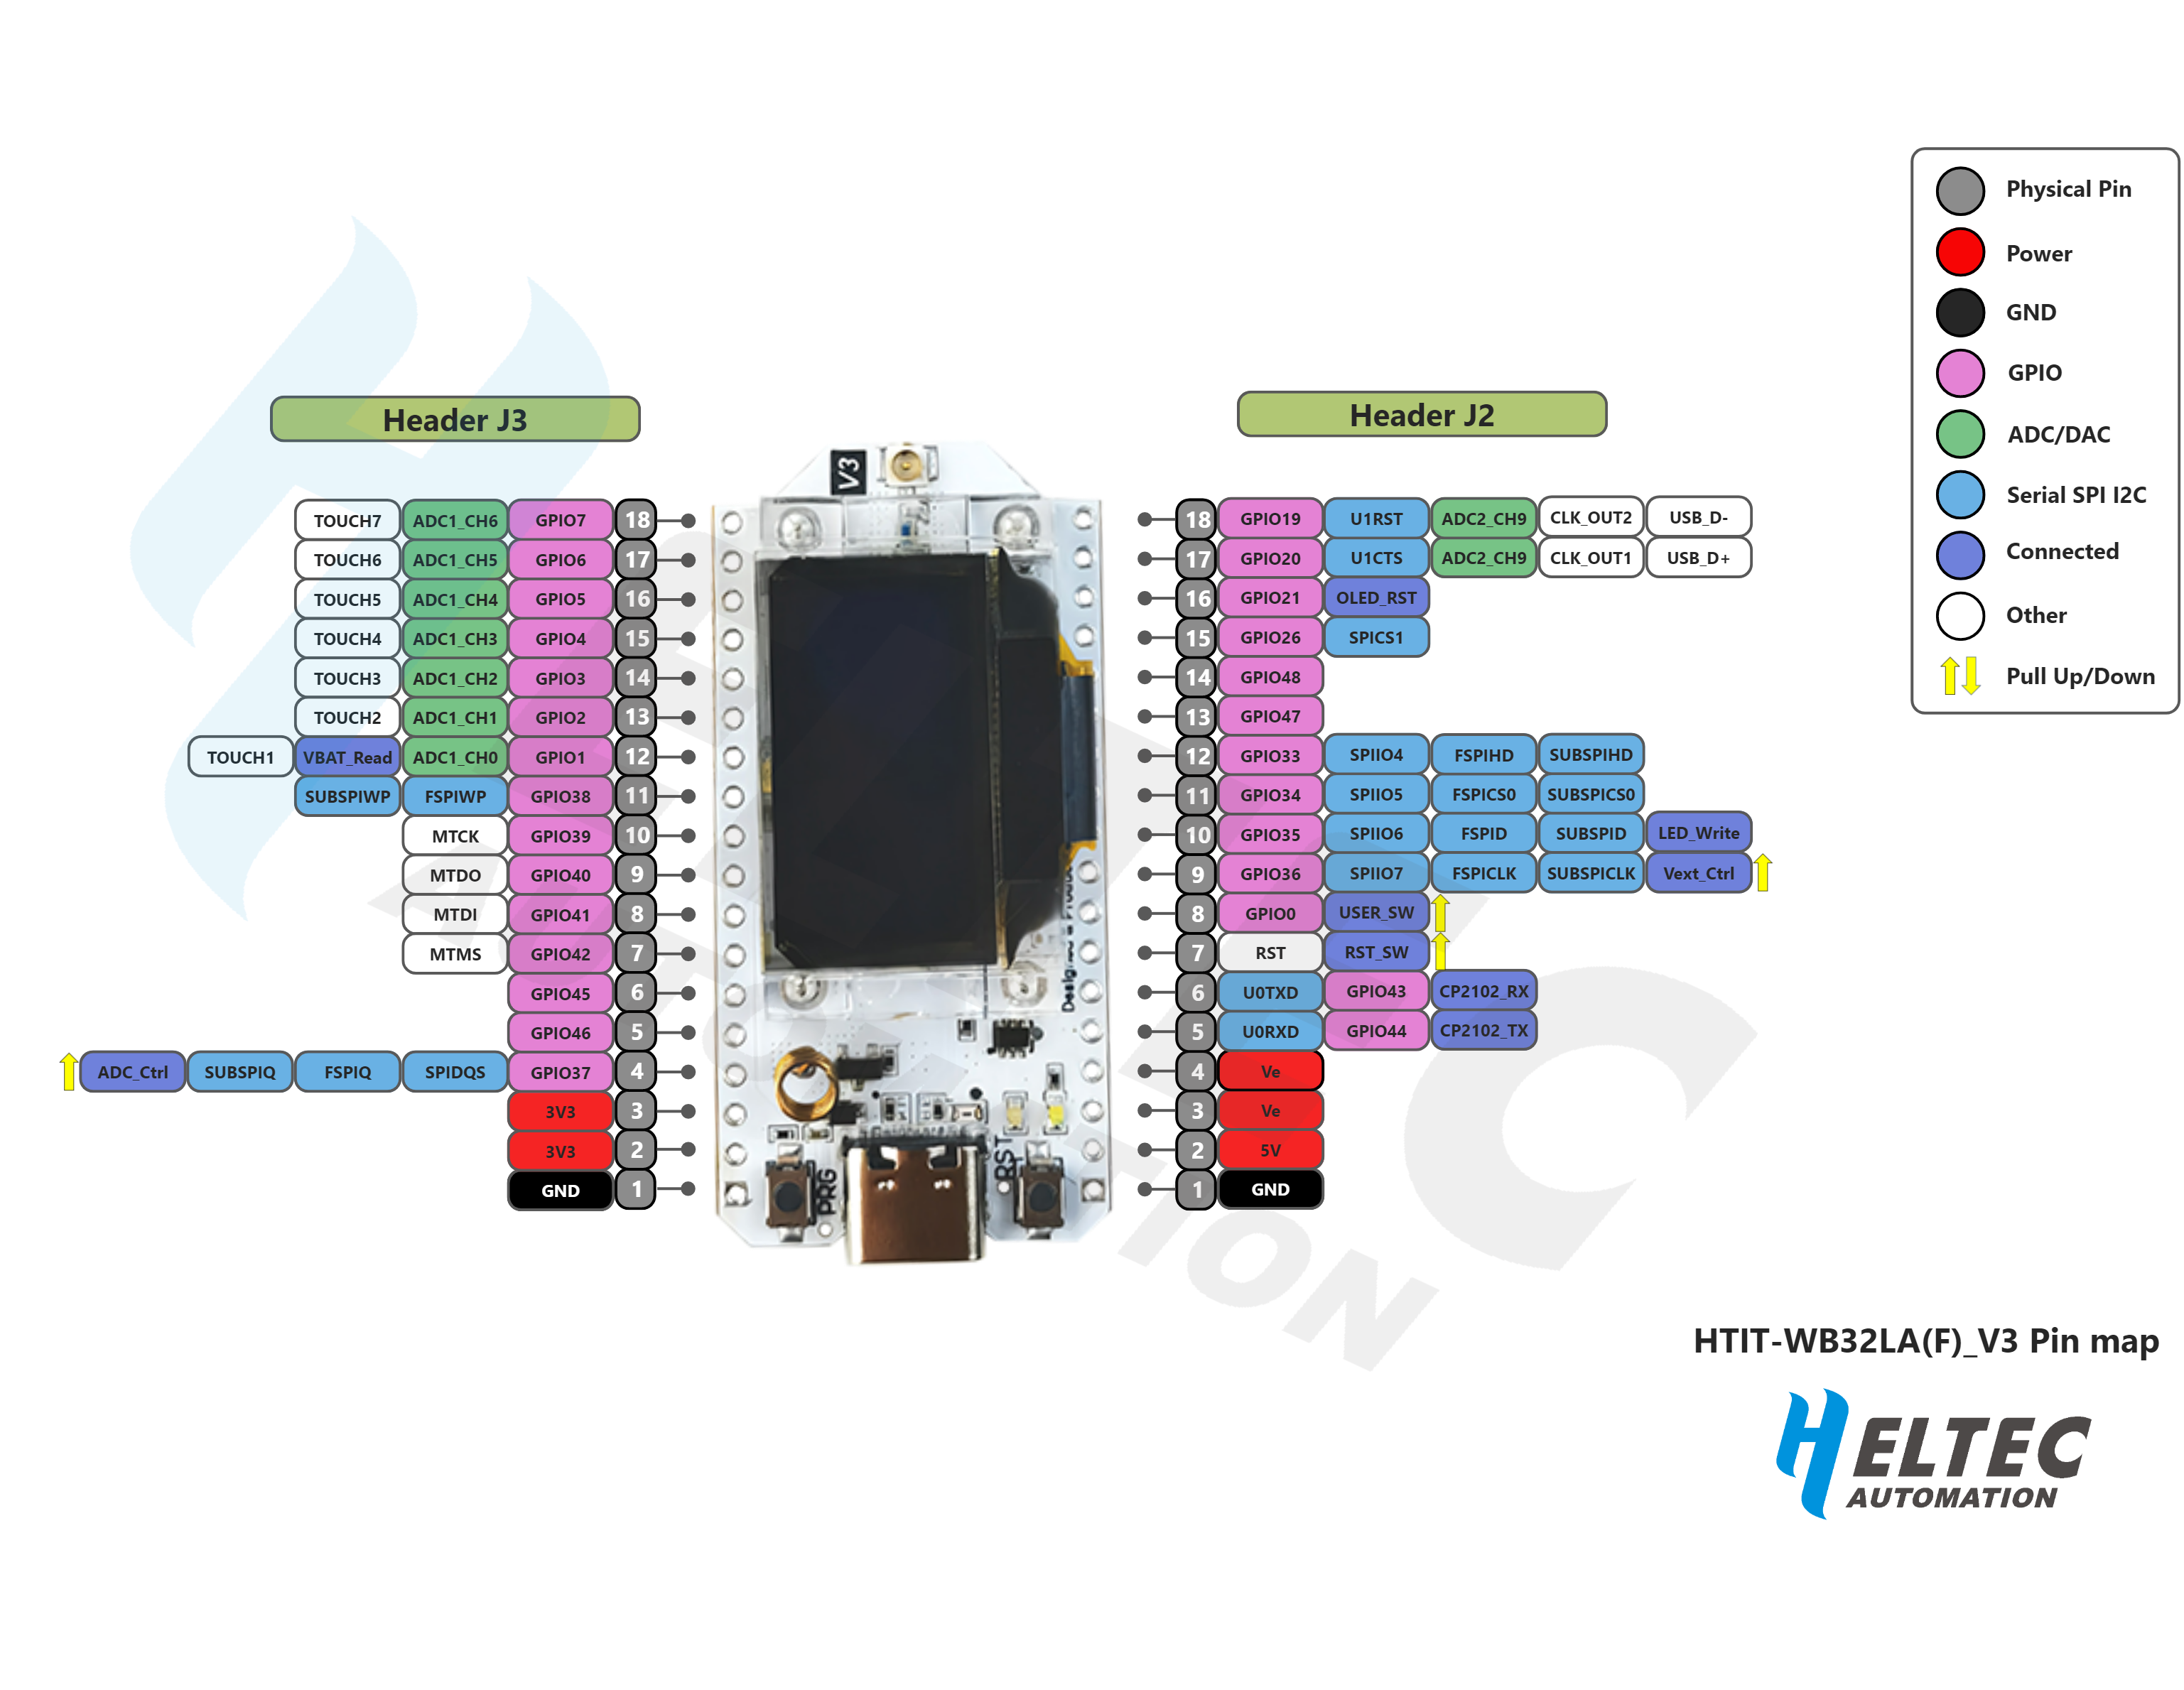 Physical Pin
Power
GND
GPIO
ADC/DAC
Serial SPI I2C
Connected
Other
Pull Up/Down
Header J3
Header J2
V3
TOUCH7 ADC1_CH6 GPIO7 18
TOUCH6 ADC1_CH5 GPIO6 17
TOUCH5 ADC1_CH4 GPIO5 16
TOUCH4 ADC1_CH3 GPIO4 15
TOUCH3 ADC1_CH2 GPIO3 14
TOUCH2 ADC1_CH1 GPIO2 13
TOUCH1 VBAT_Read ADC1_CH0 GPIO1 12
SUBSPIWP FSPIWP GPIO38 11
MTCK GPIO39 10
MTDO GPIO40 9
MTDI GPIO41 8
MTMS GPIO42 7
GPIO45 6
GPIO46 5
ADC_Ctrl SUBSPIQ FSPIQ SPIDQS GPIO37 4
3V3 3
3V3 2
GND 1
PRG
RST
18 GPIO19 U1RST ADC2_CH9 CLK_OUT2 USB_D-
17 GPIO20 U1CTS ADC2_CH9 CLK_OUT1 USB_D+
16 GPIO21 OLED_RST
15 GPIO26 SPICS1
14 GPIO48
13 GPIO47
12 GPIO33 SPIIO4 FSPIHD SUBSPIHD
11 GPIO34 SPIIO5 FSPICS0 SUBSPICS0
10 GPIO35 SPIIO6 FSPID SUBSPID LED_Write
9 GPIO36 SPIIO7 FSPICLK SUBSPICLK Vext_Ctrl
8 GPIO0 USER_SW
7 RST RST_SW
6 U0TXD GPIO43 CP2102_RX
5 U0RXD GPIO44 CP2102_TX
4 Ve
3 Ve
2 5V
1 GND
HTIT-WB32LA(F)_V3 Pin map
HELTEC
AUTOMATION
HELTEC
AUTOMATION